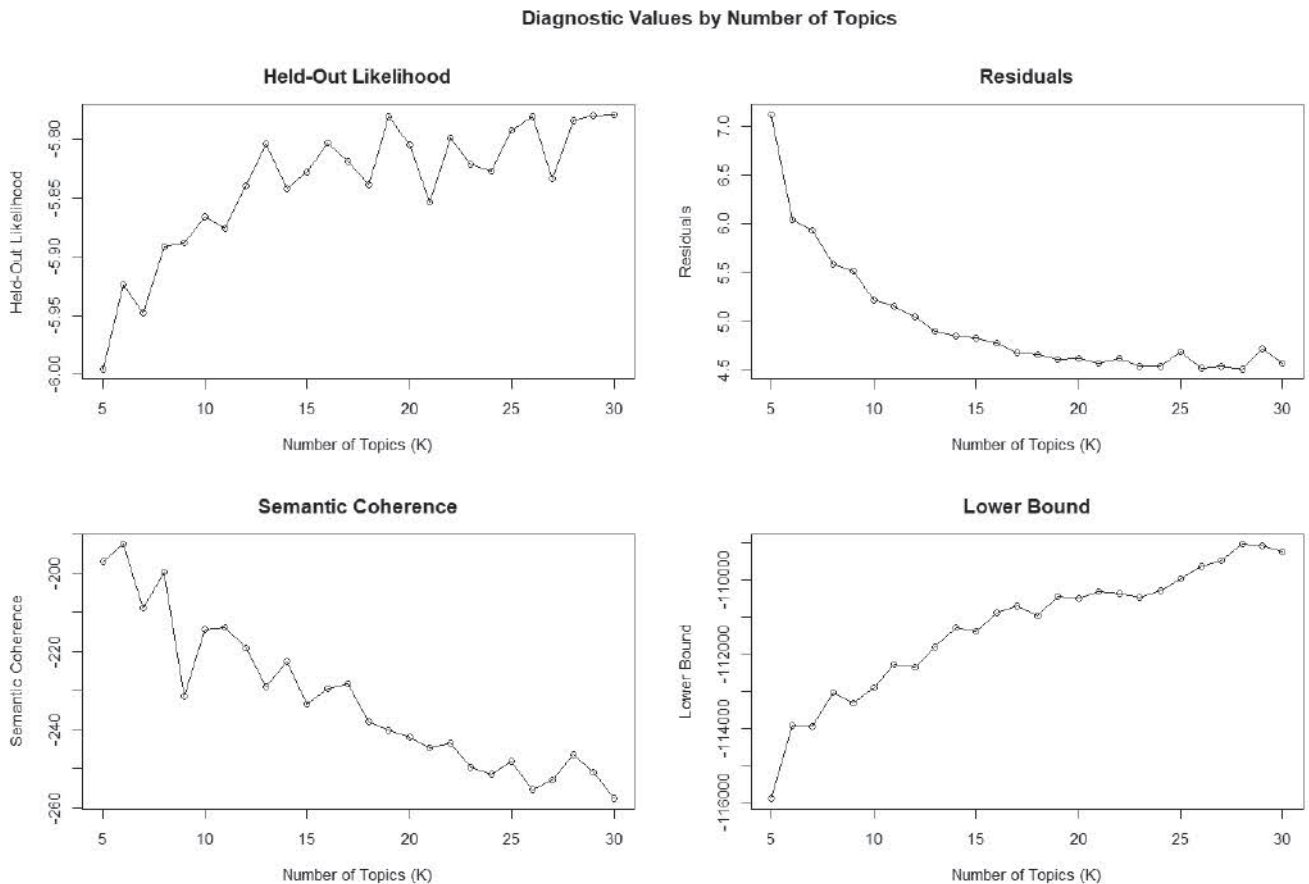 Diagnostic Values by Number of Topics
Held-Out Likelihood
Held-Out Likelihood
-5.80
-5.85
-5.90
-5.95
-6.00
5 10 15 20 25 30
Number of Topics (K)
Residuals
Residuals
7.0
6.5
6.0
5.5
5.0
4.5
5 10 15 20 25 30
Number of Topics (K)
Semantic Coherence
Semantic Coherence
-200
-220
-240
-260
5 10 15 20 25 30
Number of Topics (K)
Lower Bound
Lower Bound
-110000
-112000
-114000
-116000
5 10 15 20 25 30
Number of Topics (K)